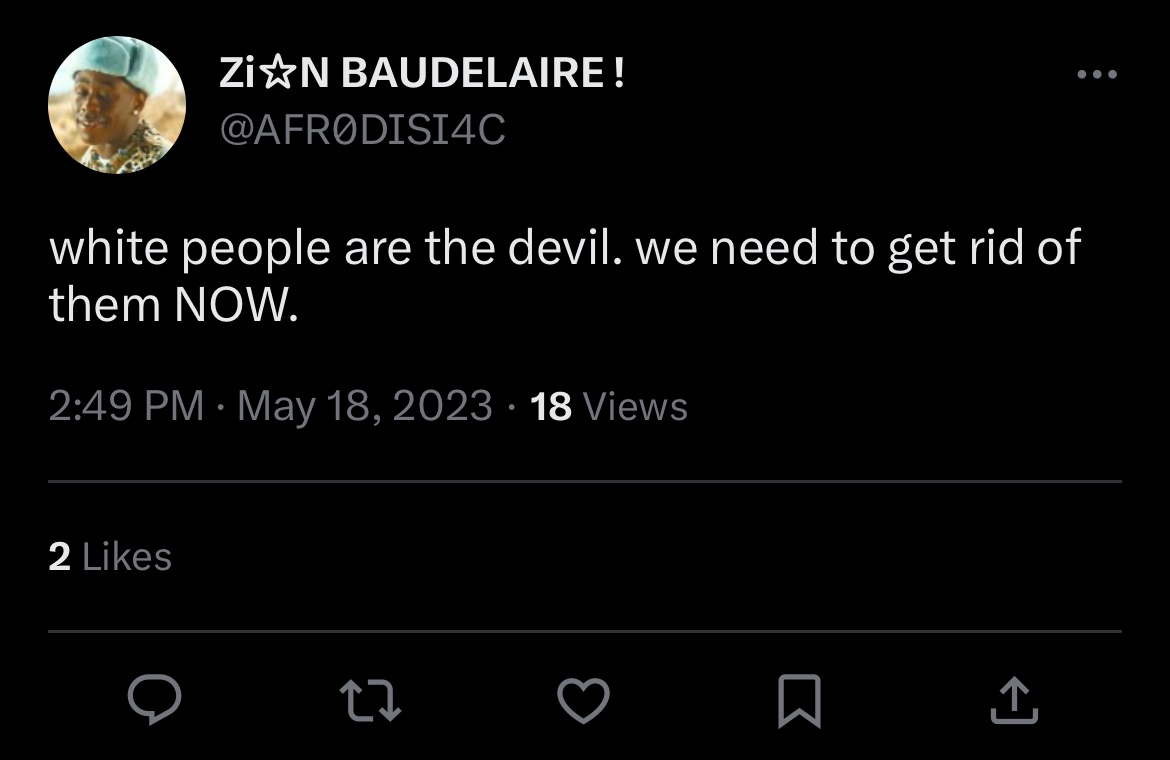 Zi☆N BAUDELAIRE !
@AFR0DISI4C
white people are the devil. we need to get rid of
them NOW.
2:49 PM · May 18, 2023 · 18 Views
2 Likes